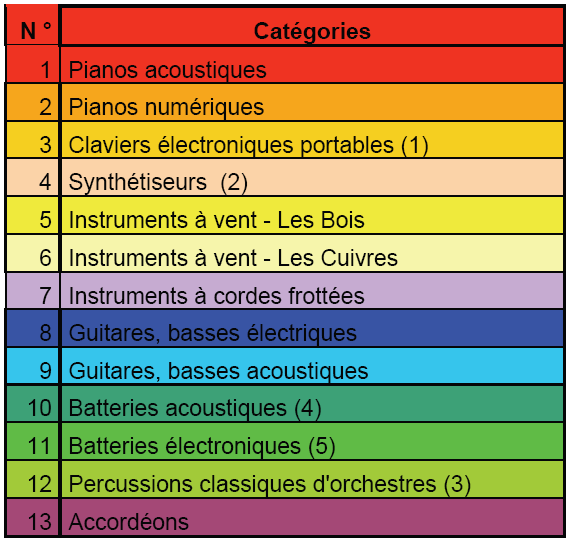 N ° Catégories
1 Pianos acoustiques
2 Pianos numériques
3 Claviers électroniques portables (1)
4 Synthétiseurs (2)
5 Instruments à vent - Les Bois
6 Instruments à vent - Les Cuivres
7 Instruments à cordes frottées
8 Guitares, basses électriques
9 Guitares, basses acoustiques
10 Batteries acoustiques (4)
11 Batteries électroniques (5)
12 Percussions classiques d'orchestres (3)
13 Accordéons